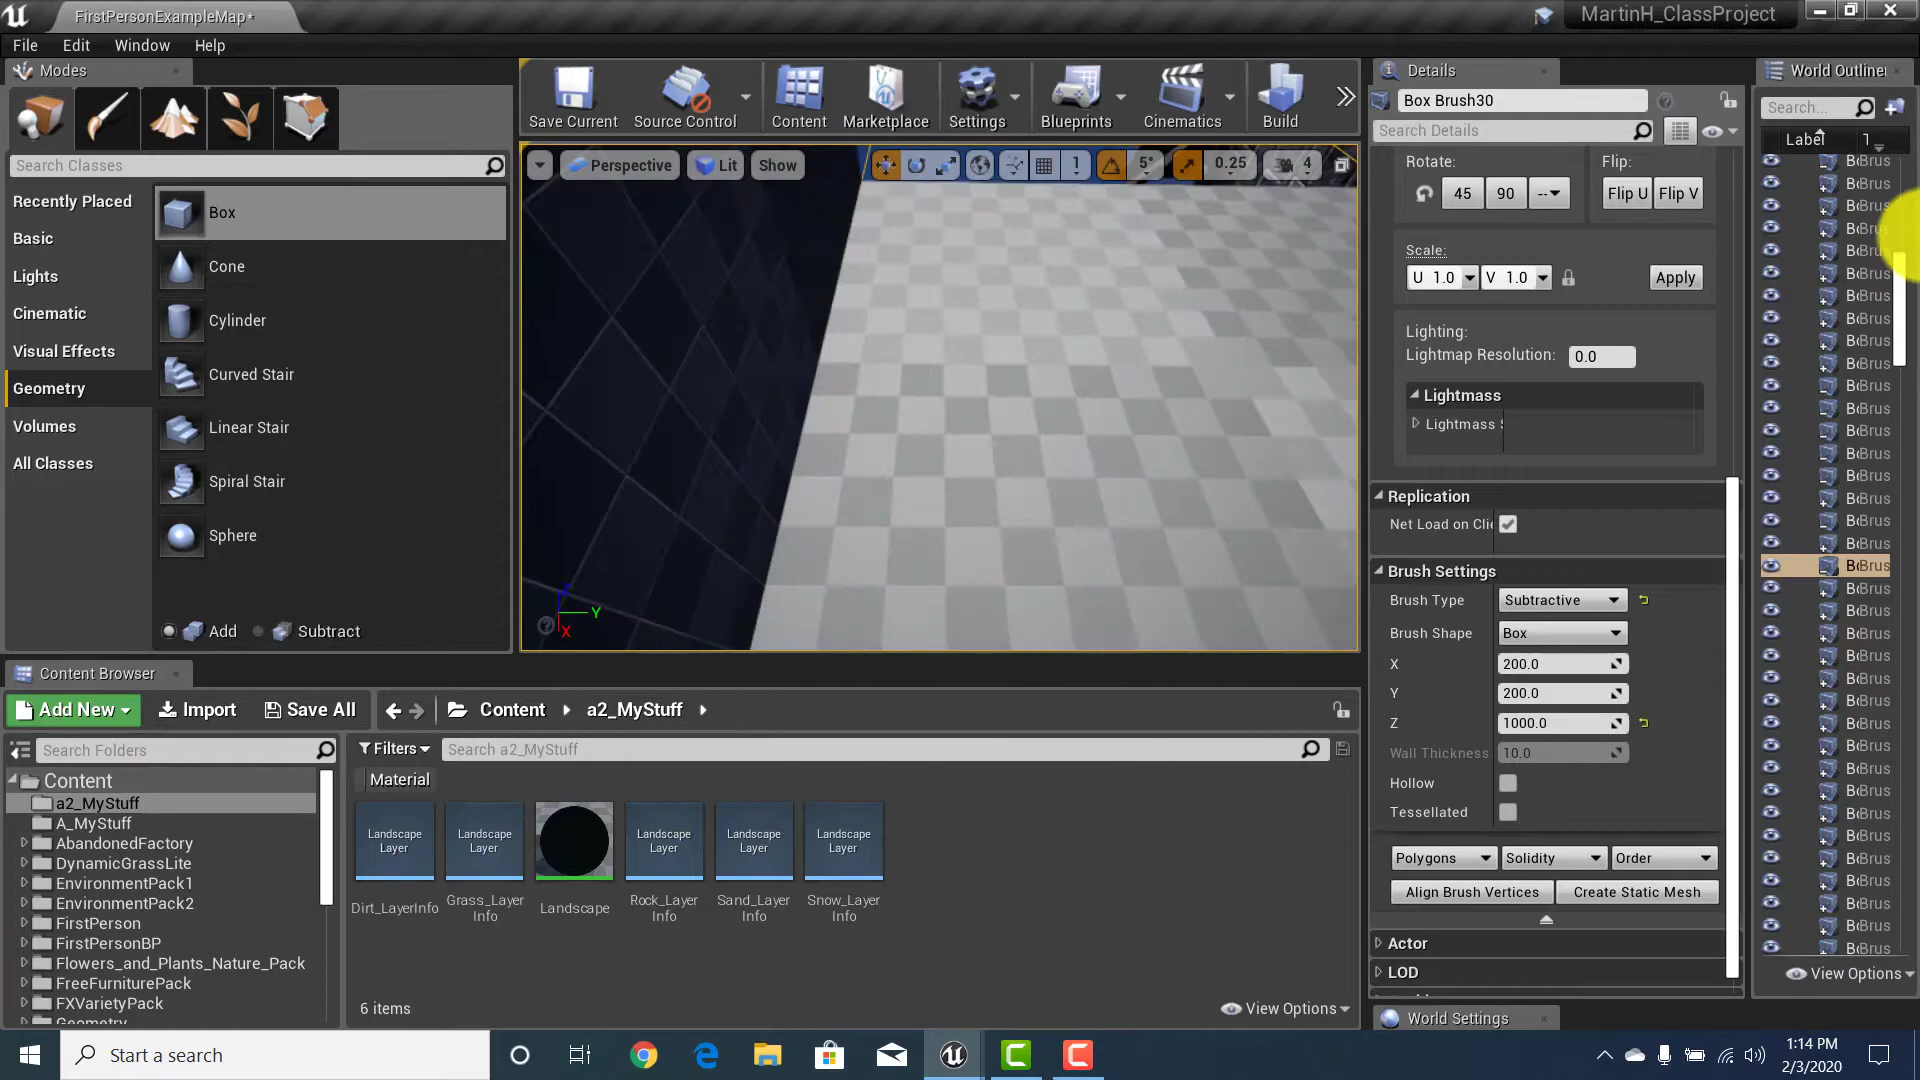 FirstPersonExampleMap*
MartinH_ClassProject
File
Edit
Window
Help
Modes
Search Classes
Recently Placed
Basic
Lights
Cinematic
Visual Effects
Geometry
Volumes
All Classes
Box
Cone
Cylinder
Curved Stair
Linear Stair
Spiral Stair
Sphere
Add
Subtract
Save Current
Source Control
Content
Marketplace
Settings
Blueprints
Cinematics
Build
Perspective
Lit
Show
1
5°
0.25
4
Y
X
Details
Box Brush30
Search Details
Rotate:
Flip:
45
90
--
Flip U
Flip V
Scale:
U 1.0
V 1.0
Apply
Lighting:
Lightmap Resolution:
0.0
Lightmass
Lightmass
Replication
Net Load on Cli
Brush Settings
Brush Type
Subtractive
Brush Shape
Box
X
200.0
Y
200.0
Z
1000.0
Wall Thickness
10.0
Hollow
Tessellated
Polygons
Solidity
Order
Align Brush Vertices
Create Static Mesh
Actor
LOD
World Settings
World Outliner
Search...
Label
View Options
Content Browser
Add New
Import
Save All
Content
a2_MyStuff
Search Folders
Filters
Search a2_MyStuff
Material
Content
a2_MyStuff
A_MyStuff
AbandonedFactory
DynamicGrassLite
EnvironmentPack1
EnvironmentPack2
FirstPerson
FirstPersonBP
Flowers_and_Plants_Nature_Pack
FreeFurniturePack
FXVarietyPack
Geometry
Landscape Layer
Landscape Layer
Landscape Layer
Landscape Layer
Landscape Layer
Dirt_LayerInfo
Grass_Layer Info
Landscape
Rock_Layer Info
Sand_Layer Info
Snow_Layer Info
6 items
View Options
Start a search
1:14 PM
2/3/2020